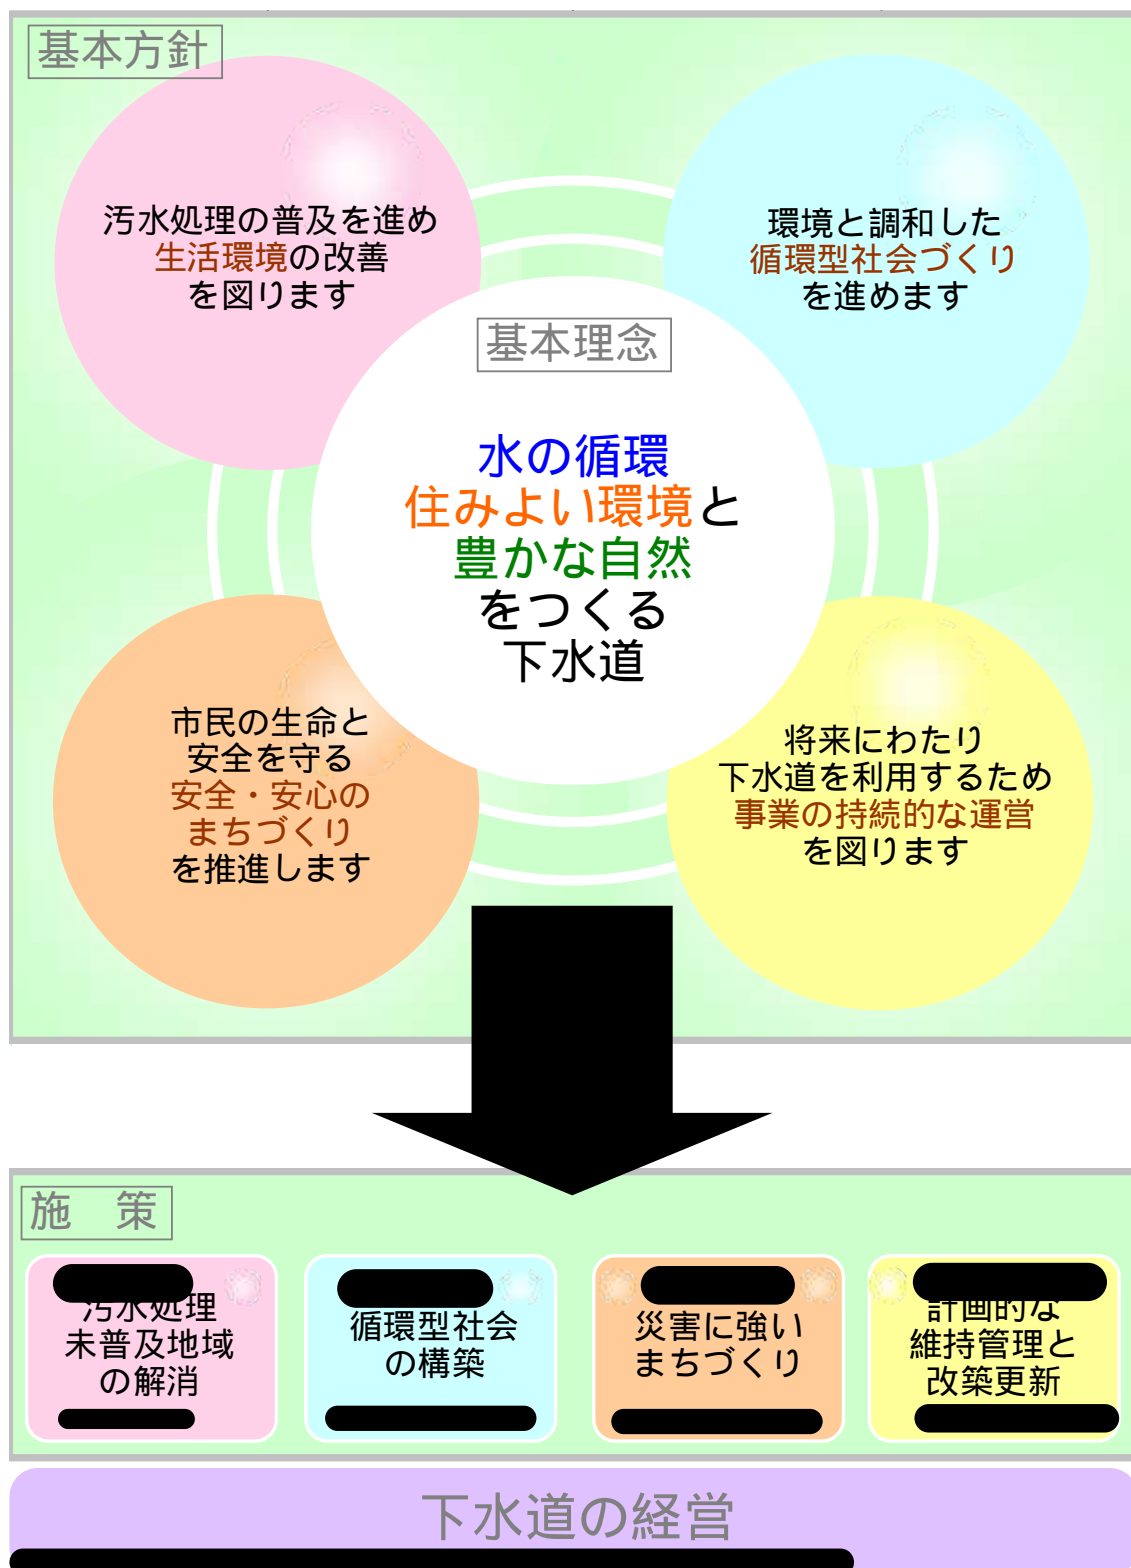 基本方針
汚水処理の普及を進め
生活環境の改善
を図ります
環境と調和した
循環型社会づくり
を進めます
基本理念
水の循環
住みよい環境と
豊かな自然
をつくる
下水道
市民の生命と
安全を守る
安全・安心の
まちづくり
を推進します
将来にわたり
下水道を利用するため
事業の持続的な運営
を図ります
施　策
汚水処理
未普及地域
の解消
循環型社会
の構築
災害に強い
まちづくり
計画的な
維持管理と
改築更新
下水道の経営